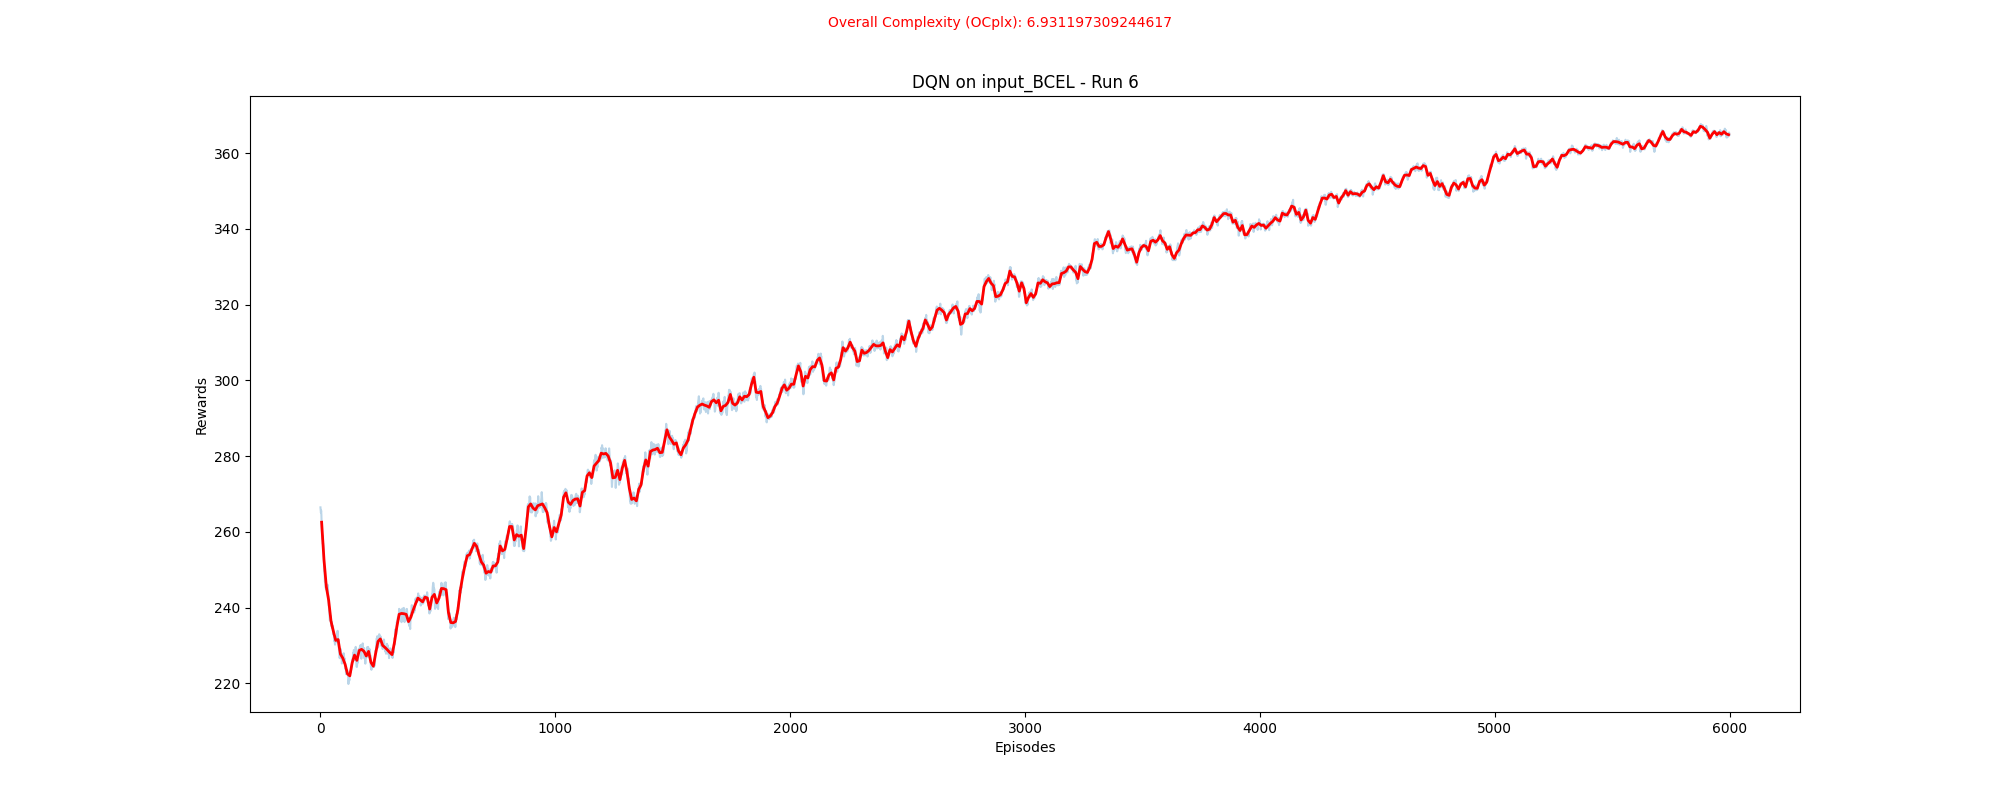 Overall Complexity (OCplx): 6.931197309244617
DQN on input_BCEL - Run 6
Rewards
360
340
320
300
280
260
240
220
0 1000 2000 3000 4000 5000 6000
Episodes